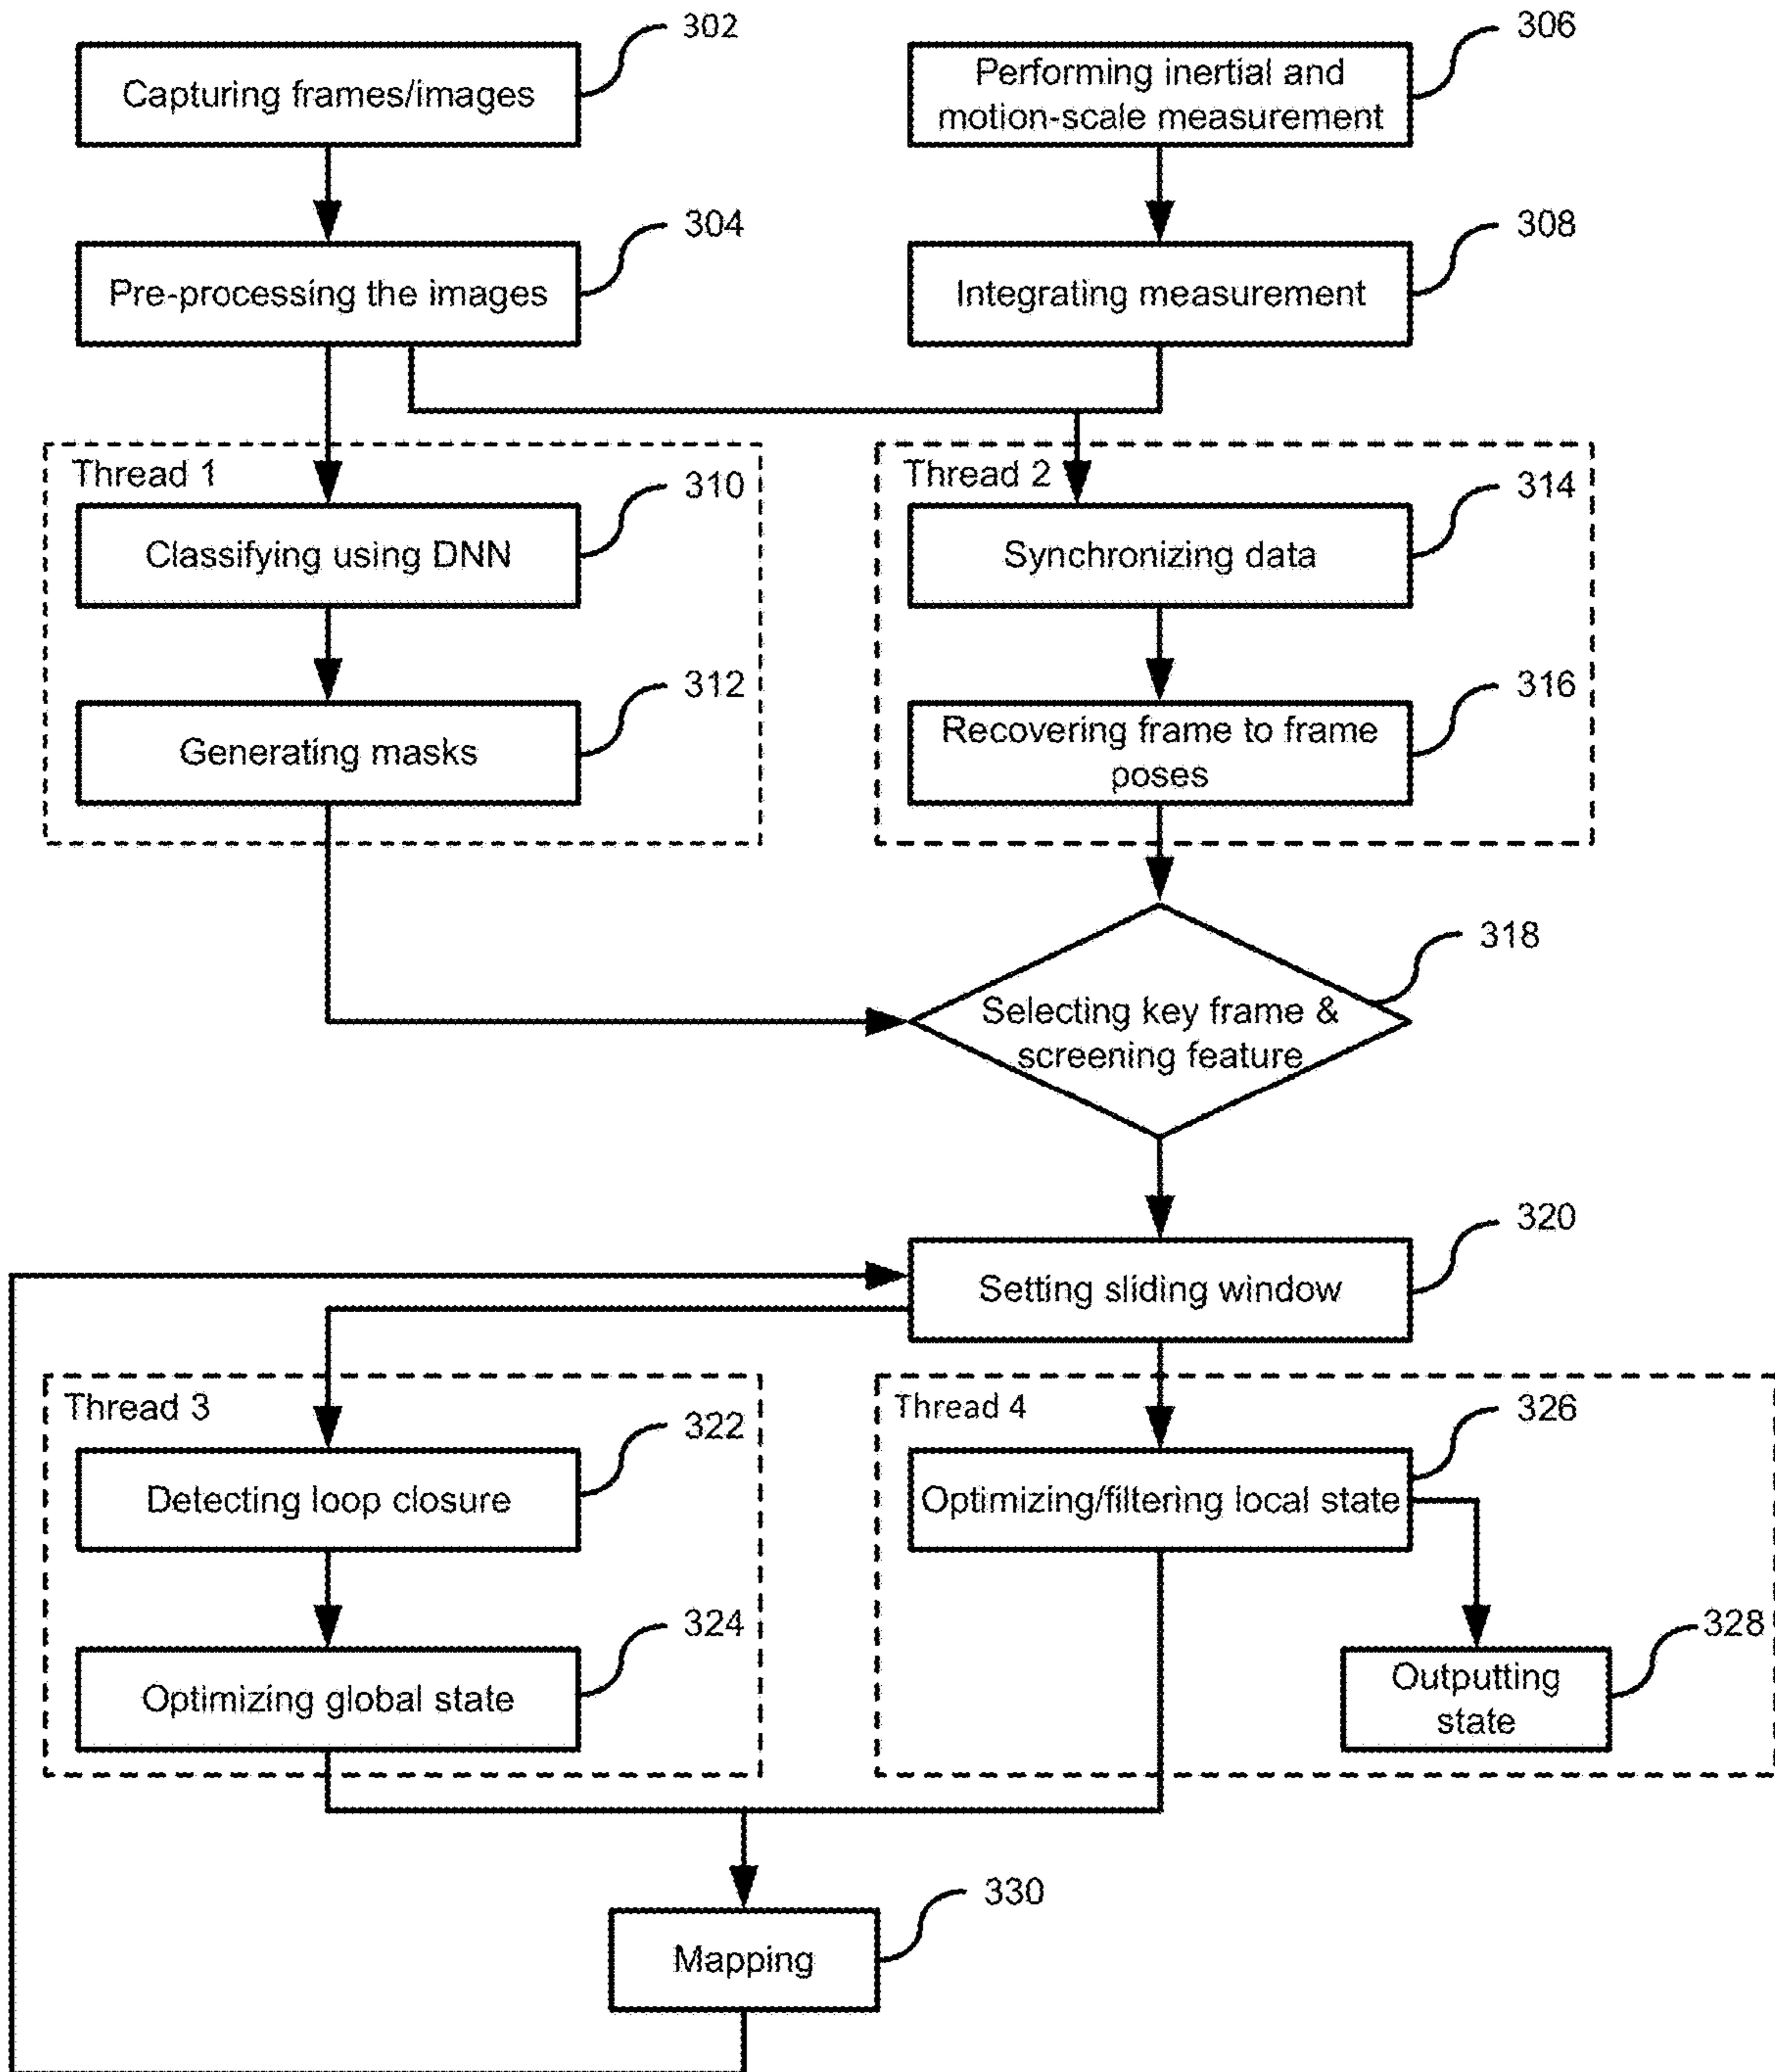 302
Capturing frames/images
306
Performing inertial and
motion-scale measurement
304
Pre-processing the images
308
Integrating measurement
Thread 1
310
Classifying using DNN
312
Generating masks
Thread 2
314
Synchronizing data
316
Recovering frame to frame
poses
318
Selecting key frame &
screening feature
320
Setting sliding window
Thread 3
322
Detecting loop closure
324
Optimizing global state
Thread 4
326
Optimizing/filtering local state
328
Outputting
state
330
Mapping